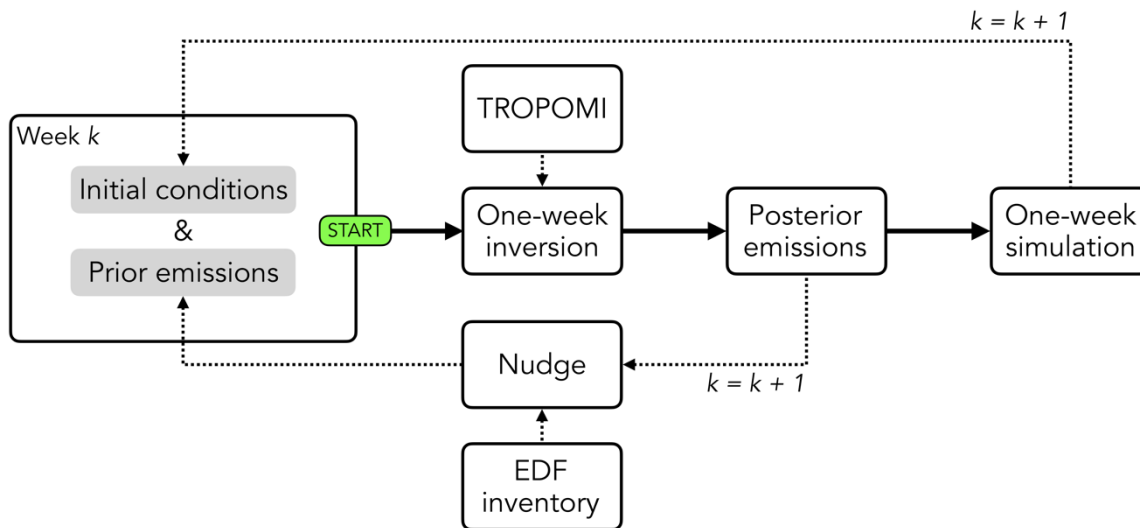 k = k + 1
TROPOMI
Week k
Initial conditions
&
Prior emissions
START
One-week
inversion
Posterior
emissions
One-week
simulation
Nudge
k = k + 1
EDF
inventory